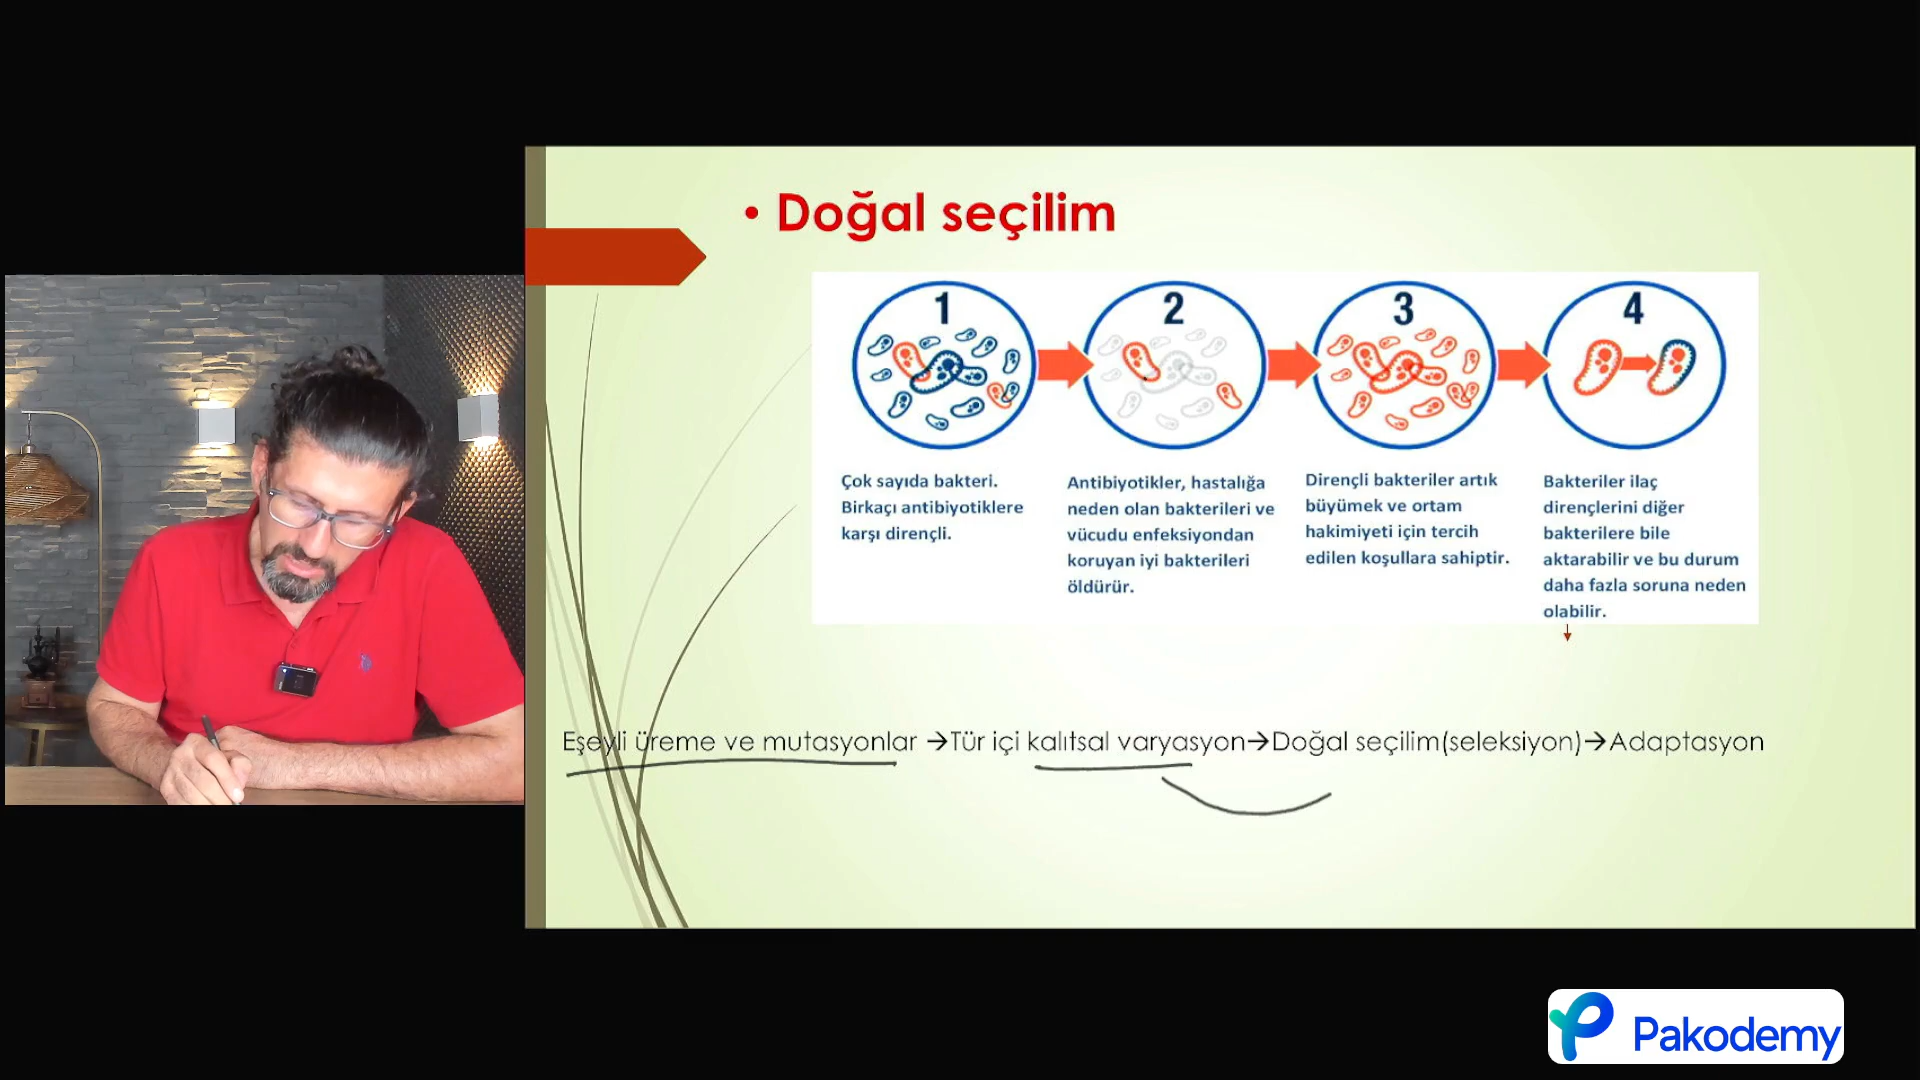 • Doğal seçilim
1
2
3
4
Çok sayıda bakteri.
Birkaçı antibiyotiklere
karşı dirençli.
Antibiyotikler, hastalığa
neden olan bakterileri ve
vücudu enfeksiyondan
koruyan iyi bakterileri
öldürür.
Dirençli bakteriler artık
büyümek ve ortam
hakimiyeti için tercih
edilen koşullara sahiptir.
Bakteriler ilaç
dirençlerini diğer
bakterilere bile
aktarabilir ve bu durum
daha fazla soruna neden
olabilir.
Eşeyli üreme ve mutasyonlar →Tür içi kalıtsal varyasyon→Doğal seçilim(seleksiyon)→Adaptasyon
Pakodemy